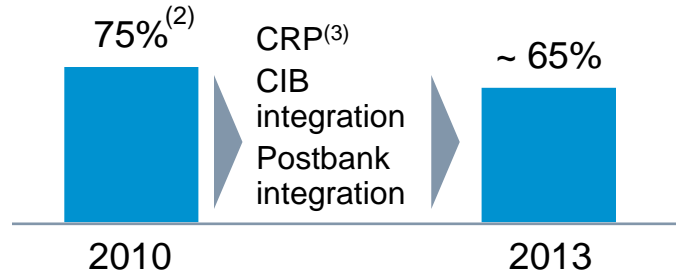 75%(2)
CRP(3)
CIB
integration
Postbank
integration
~ 65%
2010
2013